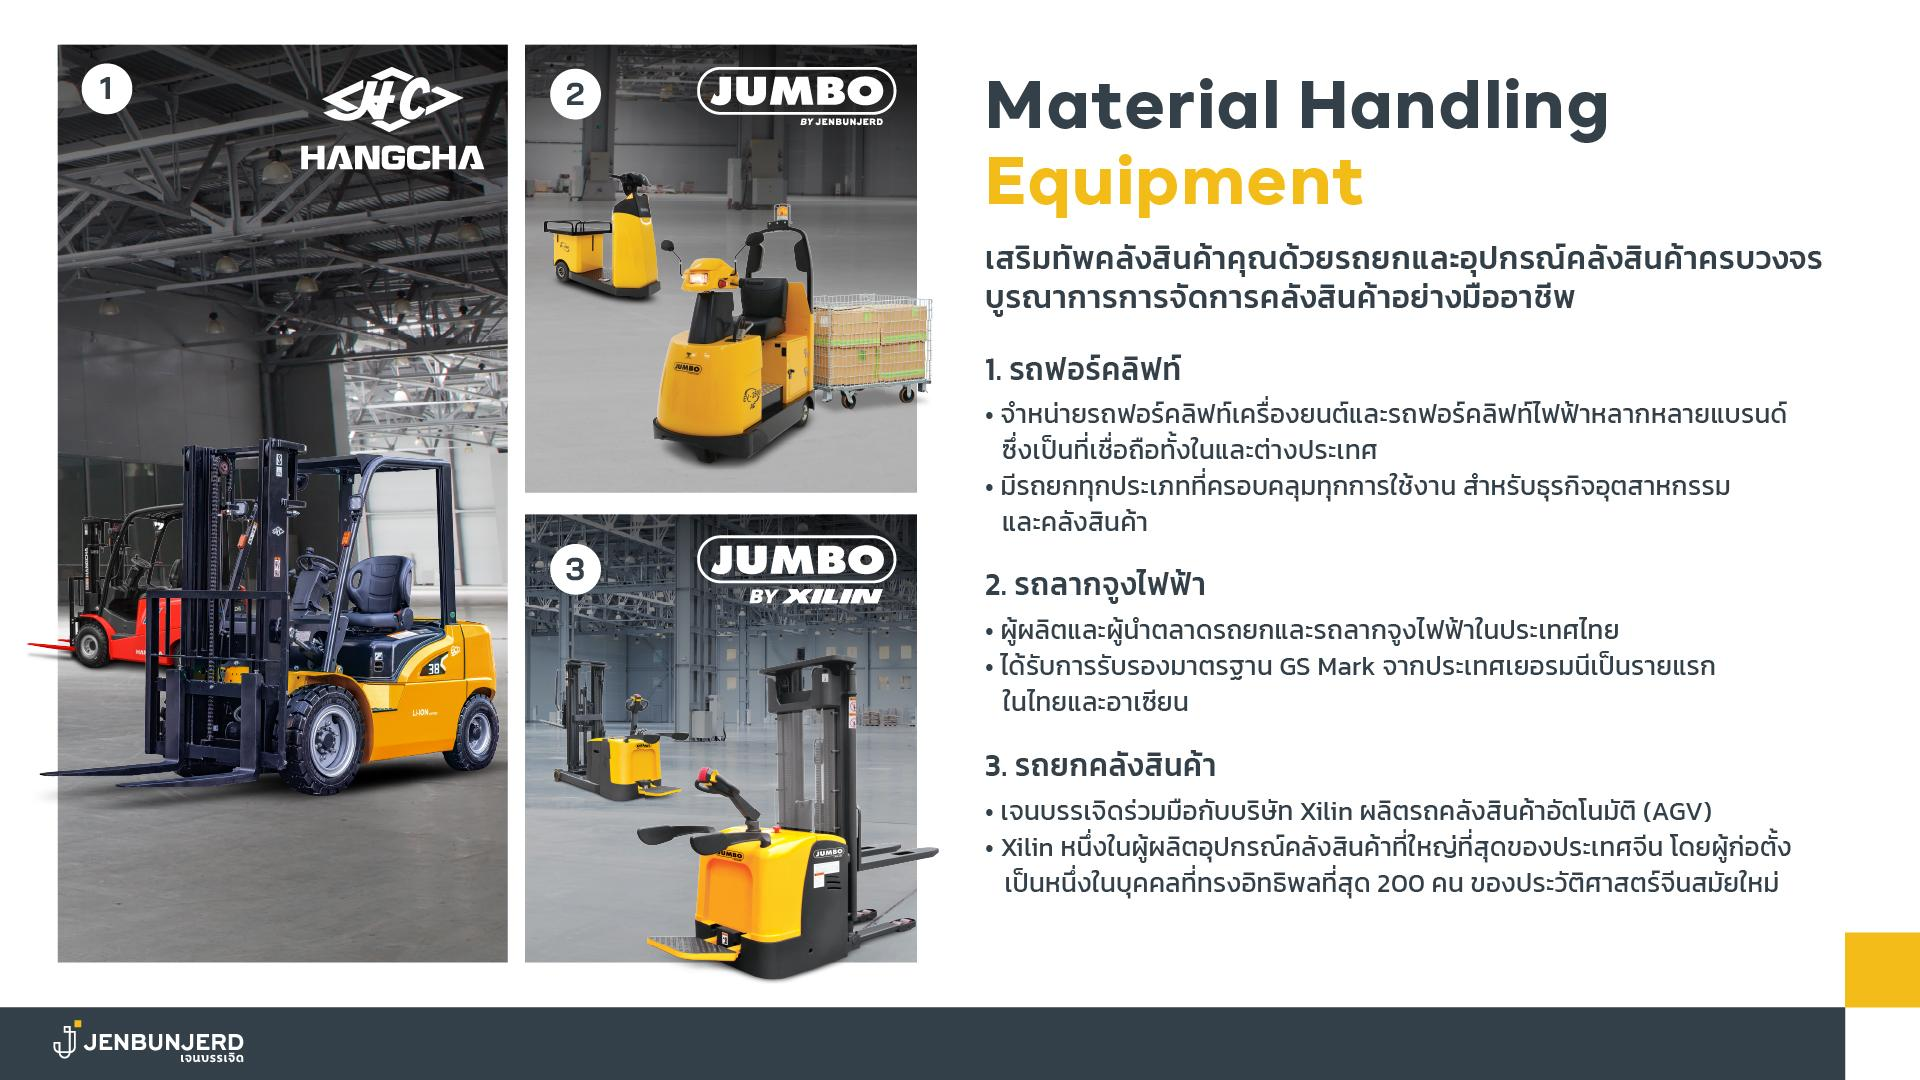 1
HC
HANGCHA
2
JUMBO
BY JENBUNJERD
JUMBO
3
JUMBO
BY XILIN
38
LI-ION
JUMBO
JUMBO
Material Handling
Equipment
เสริมทัพคลังสินค้าคุณด้วยรถยกและอุปกรณ์คลังสินค้าครบวงจร
บูรณาการการจัดการคลังสินค้าอย่างมืออาชีพ
1. รถฟอร์คลิฟท์
• จำหน่ายรถฟอร์คลิฟท์เครื่องยนต์และรถฟอร์คลิฟท์ไฟฟ้าหลากหลายแบรนด์
ซึ่งเป็นที่เชื่อถือทั้งในและต่างประเทศ
• มีรถยกทุกประเภทที่ครอบคลุมทุกการใช้งาน สำหรับธุรกิจอุตสาหกรรม
และคลังสินค้า
2. รถลากจูงไฟฟ้า
• ผู้ผลิตและผู้นำตลาดรถยกและรถลากจูงไฟฟ้าในประเทศไทย
• ได้รับการรับรองมาตรฐาน GS Mark จากประเทศเยอรมนีเป็นรายแรก
ในไทยและอาเซียน
3. รถยกคลังสินค้า
• เจนบรรเจิดร่วมมือกับบริษัท Xilin ผลิตรถคลังสินค้าอัตโนมัติ (AGV)
• Xilin หนึ่งในผู้ผลิตอุปกรณ์คลังสินค้าที่ใหญ่ที่สุดของประเทศจีน โดยผู้ก่อตั้ง
เป็นหนึ่งในบุคคลที่ทรงอิทธิพลที่สุด 200 คน ของประวัติศาสตร์จีนสมัยใหม่
JENBUNJERD
เจนบรรเจิด